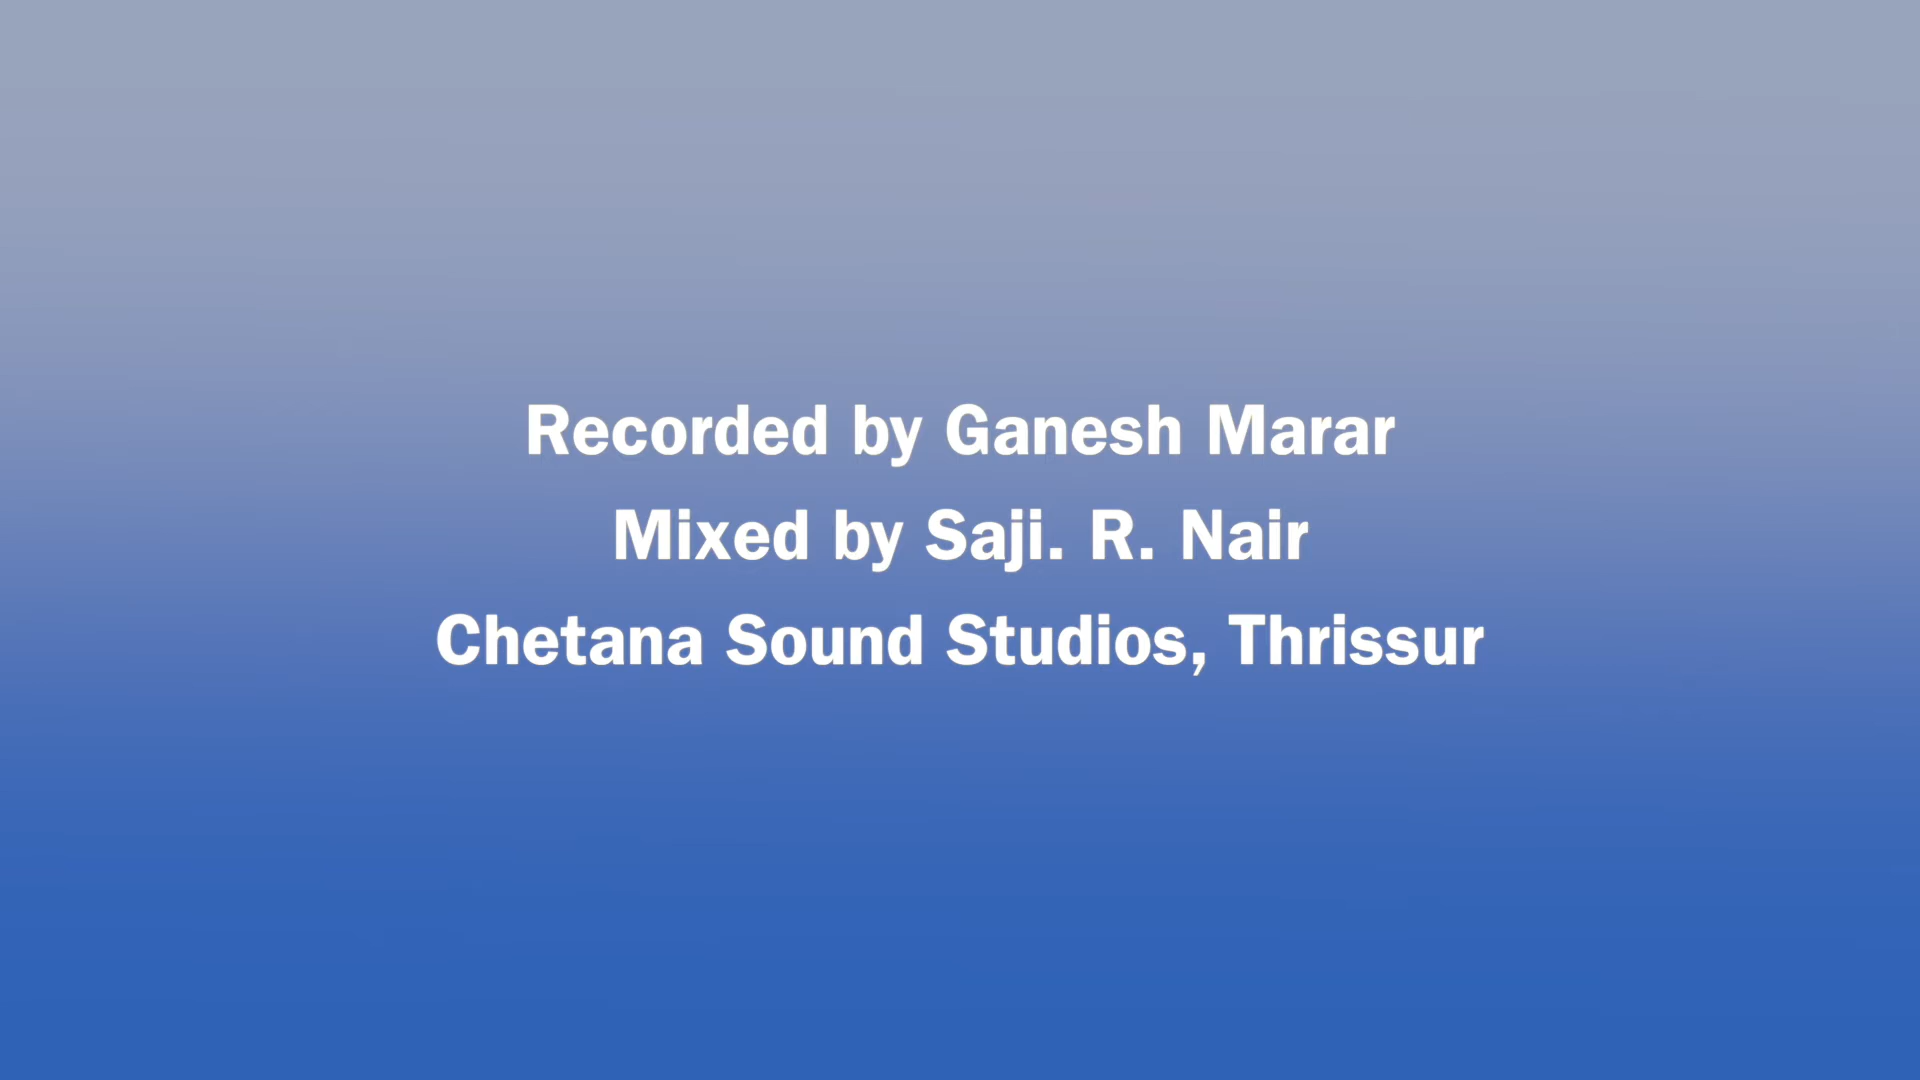 Recorded by Ganesh Marar
Mixed by Saji. R. Nair
Chetana Sound Studios, Thrissur